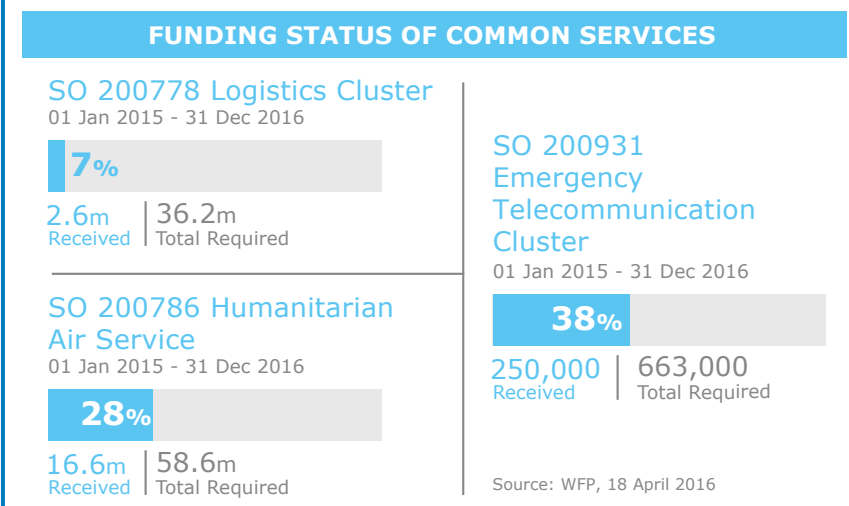 FUNDING STATUS OF COMMON SERVICES
SO 200778 Logistics Cluster
01 Jan 2015 - 31 Dec 2016
7%
2.6m 36.2m
Received Total Required
SO 200786 Humanitarian
Air Service
01 Jan 2015 - 31 Dec 2016
28%
16.6m 58.6m
Received Total Required
SO 200931
Emergency
Telecommunication
Cluster
01 Jan 2015 - 31 Dec 2016
38%
250,000 663,000
Received Total Required
Source: WFP, 18 April 2016